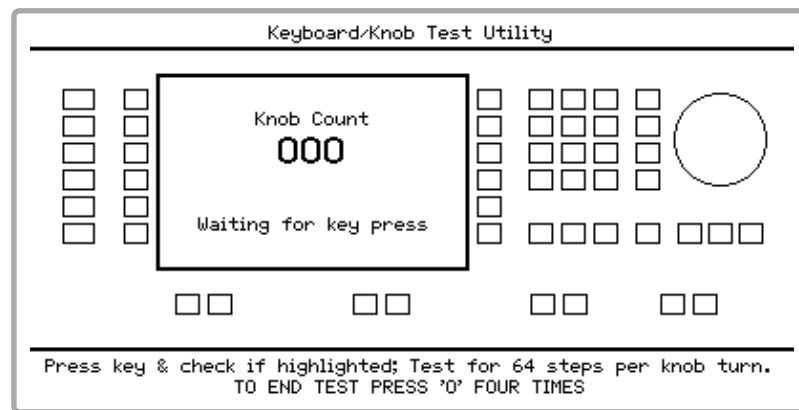 Keyboard/Knob Test Utility
Knob Count
000
Waiting for key press
Press key & check if highlighted; Test for 64 steps per knob turn.
TO END TEST PRESS '0' FOUR TIMES